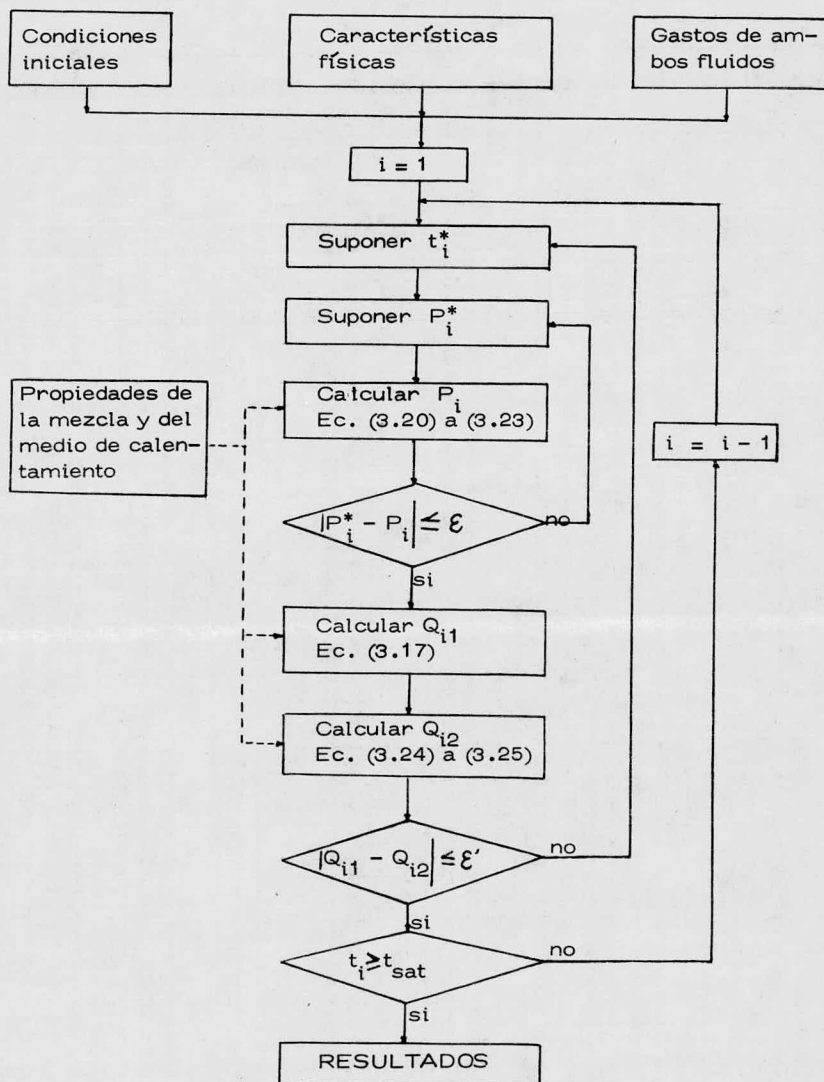 Condiciones
iniciales
Características
físicas
Gastos de am-
bos fluidos
i = 1
Suponer t*i
Suponer P*i
Propiedades de
la mezcla y del
medio de calen-
tamiento
Calcular Pi
Ec. (3.20) a (3.23)
i = i - 1
|P*i - Pi| ≤ ε
no
si
Calcular Qi1
Ec. (3.17)
Calcular Qi2
Ec. (3.24) a (3.25)
|Qi1 - Qi2| ≤ ε'
no
si
ti ≥ tsat
no
si
RESULTADOS